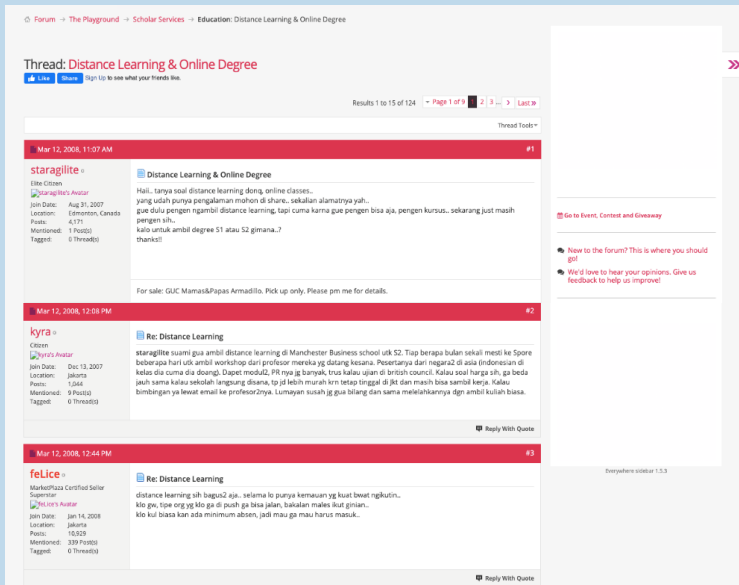 Forum → The Playground → Scholar Services → Education: Distance Learning & Online Degree
Thread: Distance Learning & Online Degree
Like Share Sign Up to see what your friends like.
Results 1 to 15 of 124 Page 1 of 9 1 2 3 ... > Last »
Thread Tools
Mar 12, 2008, 11:07 AM #1
staragilite
Elite Citizen
staragilite's Avatar
Join Date: Aug 31, 2007
Location: Edmonton, Canada
Posts: 4,171
Mentioned: 1 Post(s)
Tagged: 0 Thread(s)
Distance Learning & Online Degree
Haii.. tanya soal distance learning donq, online classes..
yang udah punya pengalaman mohon di share.. sekalian alamatnya yah..
gue dulu pengen ngambil distance learning, tapi cuma karna gue pengen bisa aja, pengen kursus.. sekarang just masih
pengen sih..
kalo untuk ambil degree S1 atau S2 gimana..?
thanks!!
For sale: GUC Mamas&Papas Armadillo. Pick up only. Please pm me for details.
Mar 12, 2008, 12:08 PM #2
kyra
Citizen
kyra's Avatar
Join Date: Dec 13, 2007
Location: Jakarta
Posts: 1,044
Mentioned: 9 Post(s)
Tagged: 0 Thread(s)
Re: Distance Learning
staragilite suami gua ambil distance learning di Manchester Business school utk S2. Tiap berapa bulan sekali mesti ke Spore
beberapa hari utk ambil workshop dari profesor mereka yg datang kesana. Pesertanya dari negara2 di asia (indonesian di
kelas dia cuma dia doang). Dapet modul2, PR nya jg banyak, trus kalau ujian di british council. Kalau soal harga sih, ga beda
jauh sama kalau sekolah langsung disana, tp jd lebih murah krn tetap tinggal di Jkt dan masih bisa sambil kerja. Kalau
bimbingan ya lewat email ke profesor2nya. Lumayan susah jg gua bilang dan sama melelahkannya dgn ambil kuliah biasa.
Reply With Quote
Mar 12, 2008, 12:44 PM #3
feLice
MarketPlaza Certified Seller
Superstar
feLice's Avatar
Join Date: Jan 14, 2008
Location: Jakarta
Posts: 10,929
Mentioned: 339 Post(s)
Tagged: 0 Thread(s)
Re: Distance Learning
distance learning sih bagus2 aja.. selama lo punya kemauan yg kuat bwat ngikutin..
klo gw, tipe org yg klo ga di push ga bisa jalan, bakalan males ikut ginian..
klo kul biasa kan ada minimum absen, jadi mau ga mau harus masuk..
Reply With Quote
Go to Event, Contest and Giveaway
New to the forum? This is where you should
go!
We'd love to hear your opinions. Give us
feedback to help us improve!
Everywhere sidebar 1.5.3